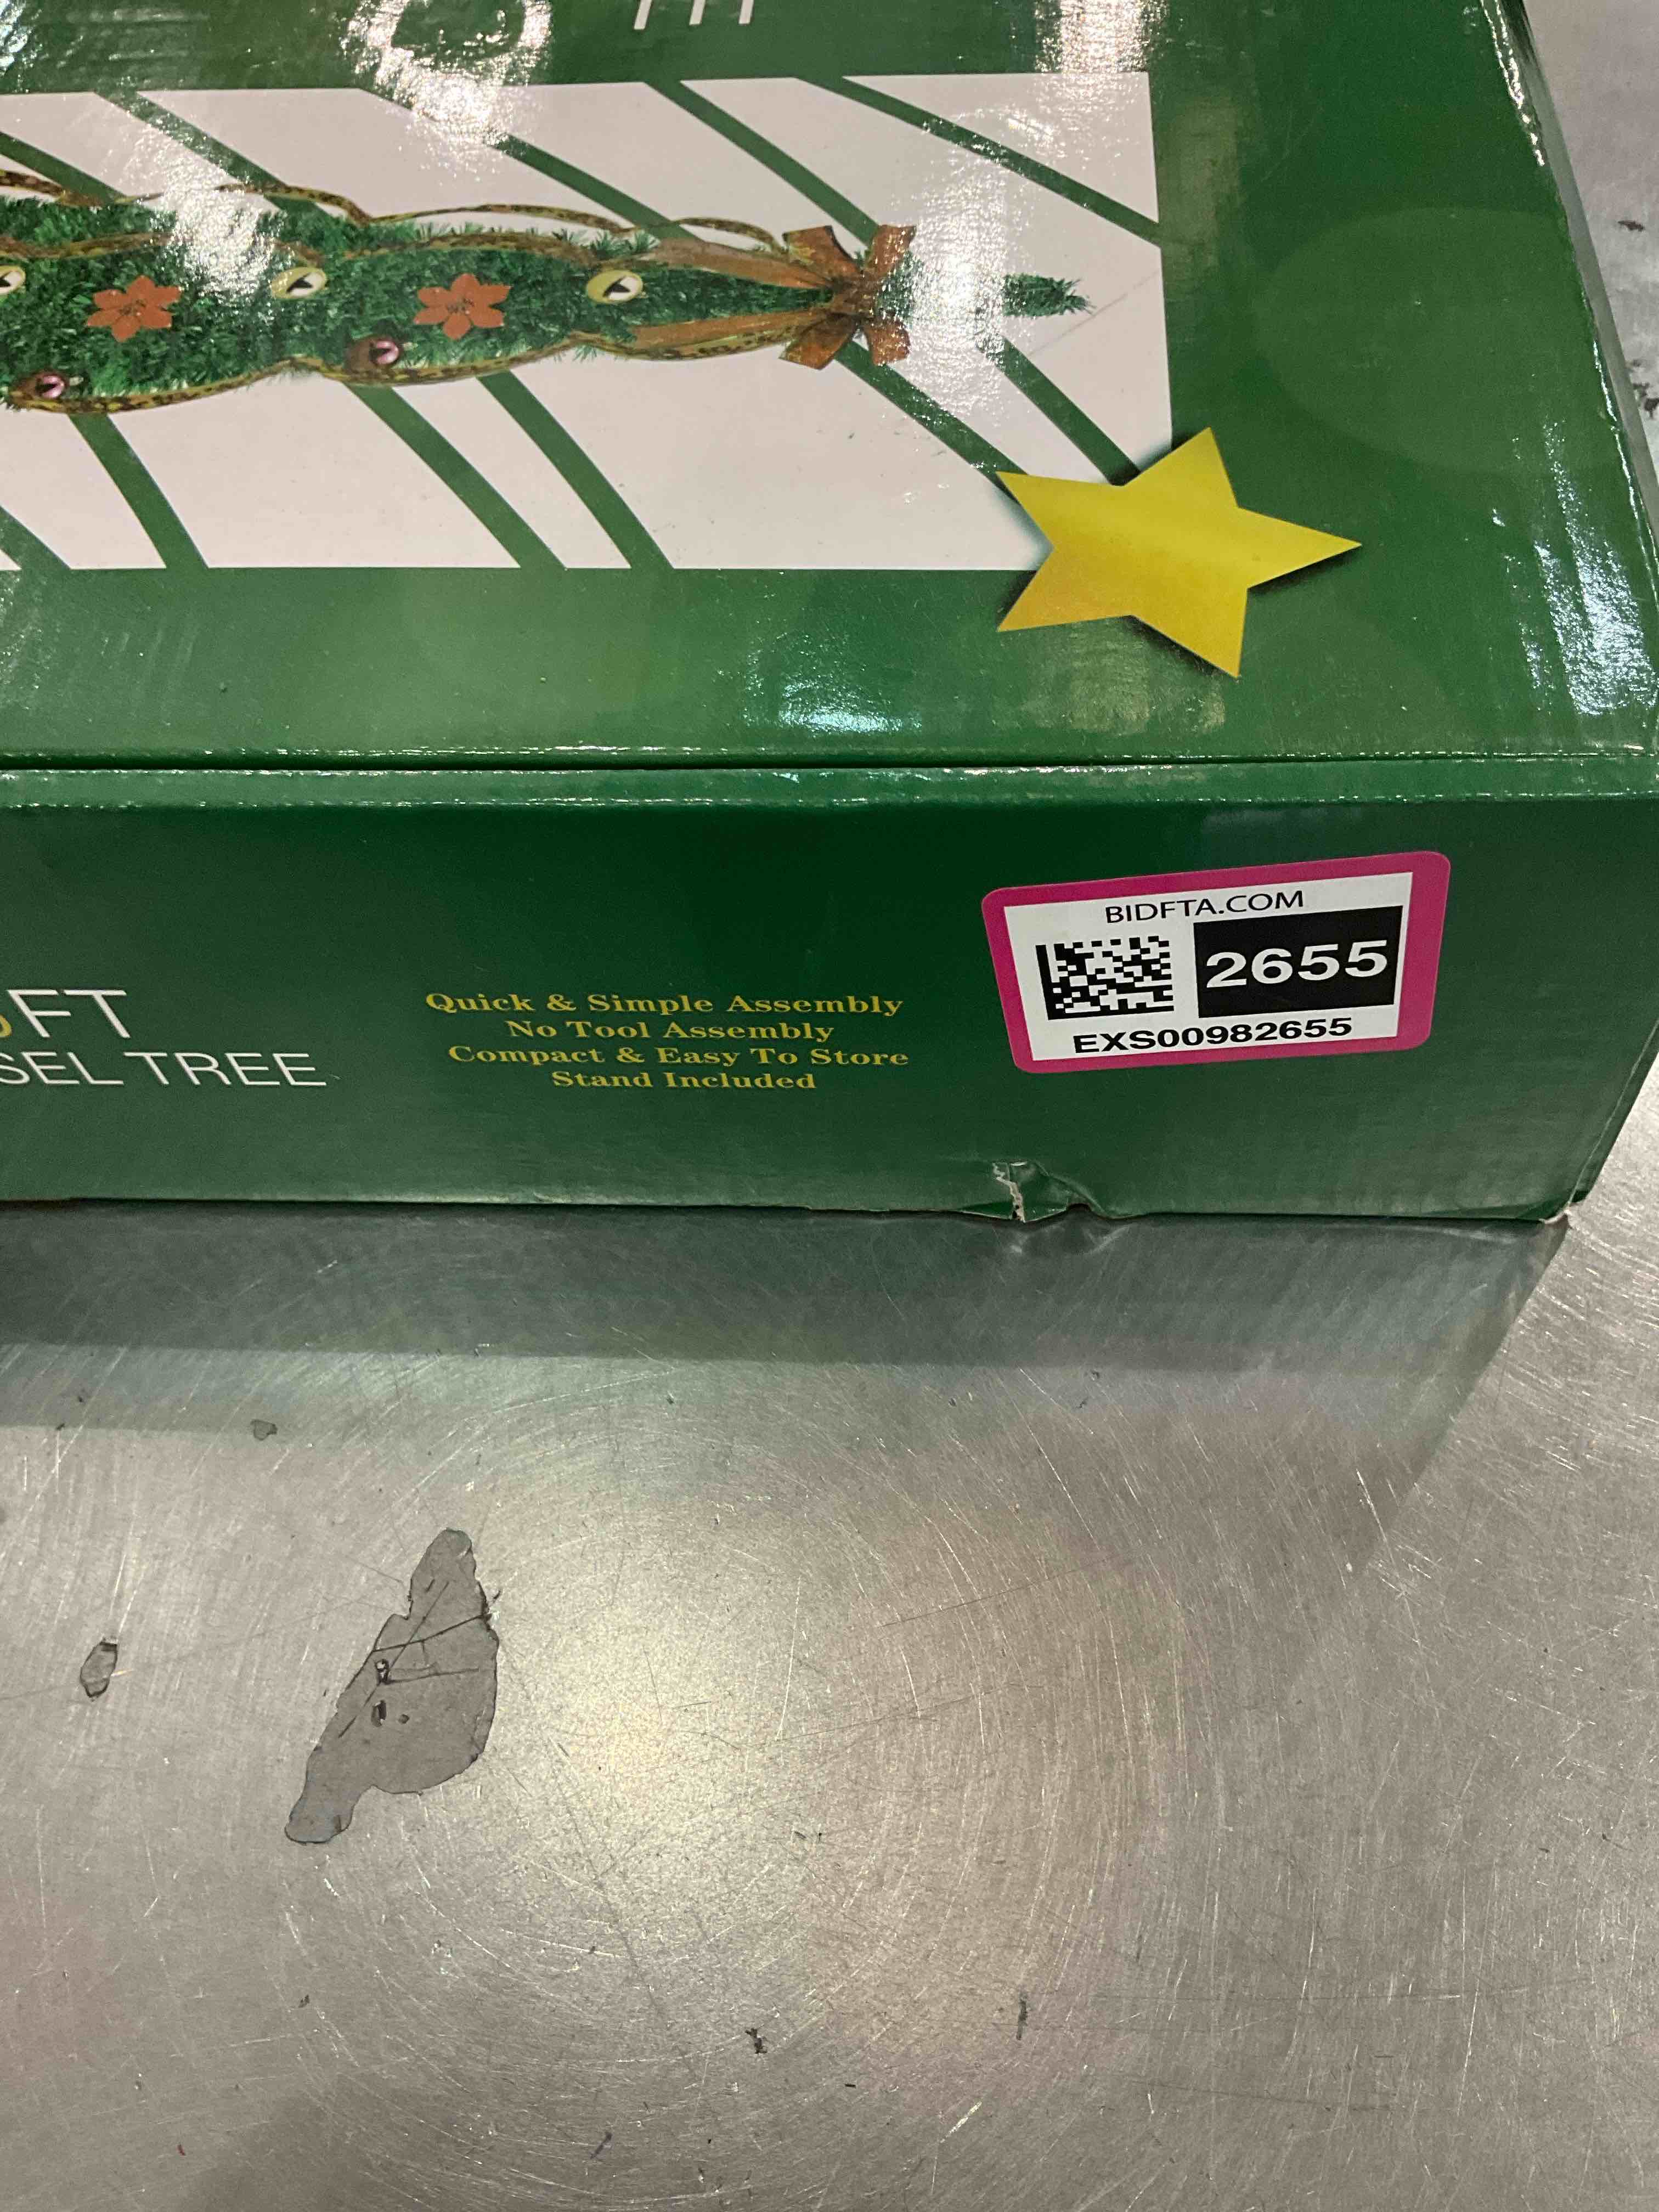 FT
SEL TREE
Quick & Simple Assembly
No Tool Assembly
Compact & Easy To Store
Stand Included
BIDFTA.COM
2655
EXS00982655